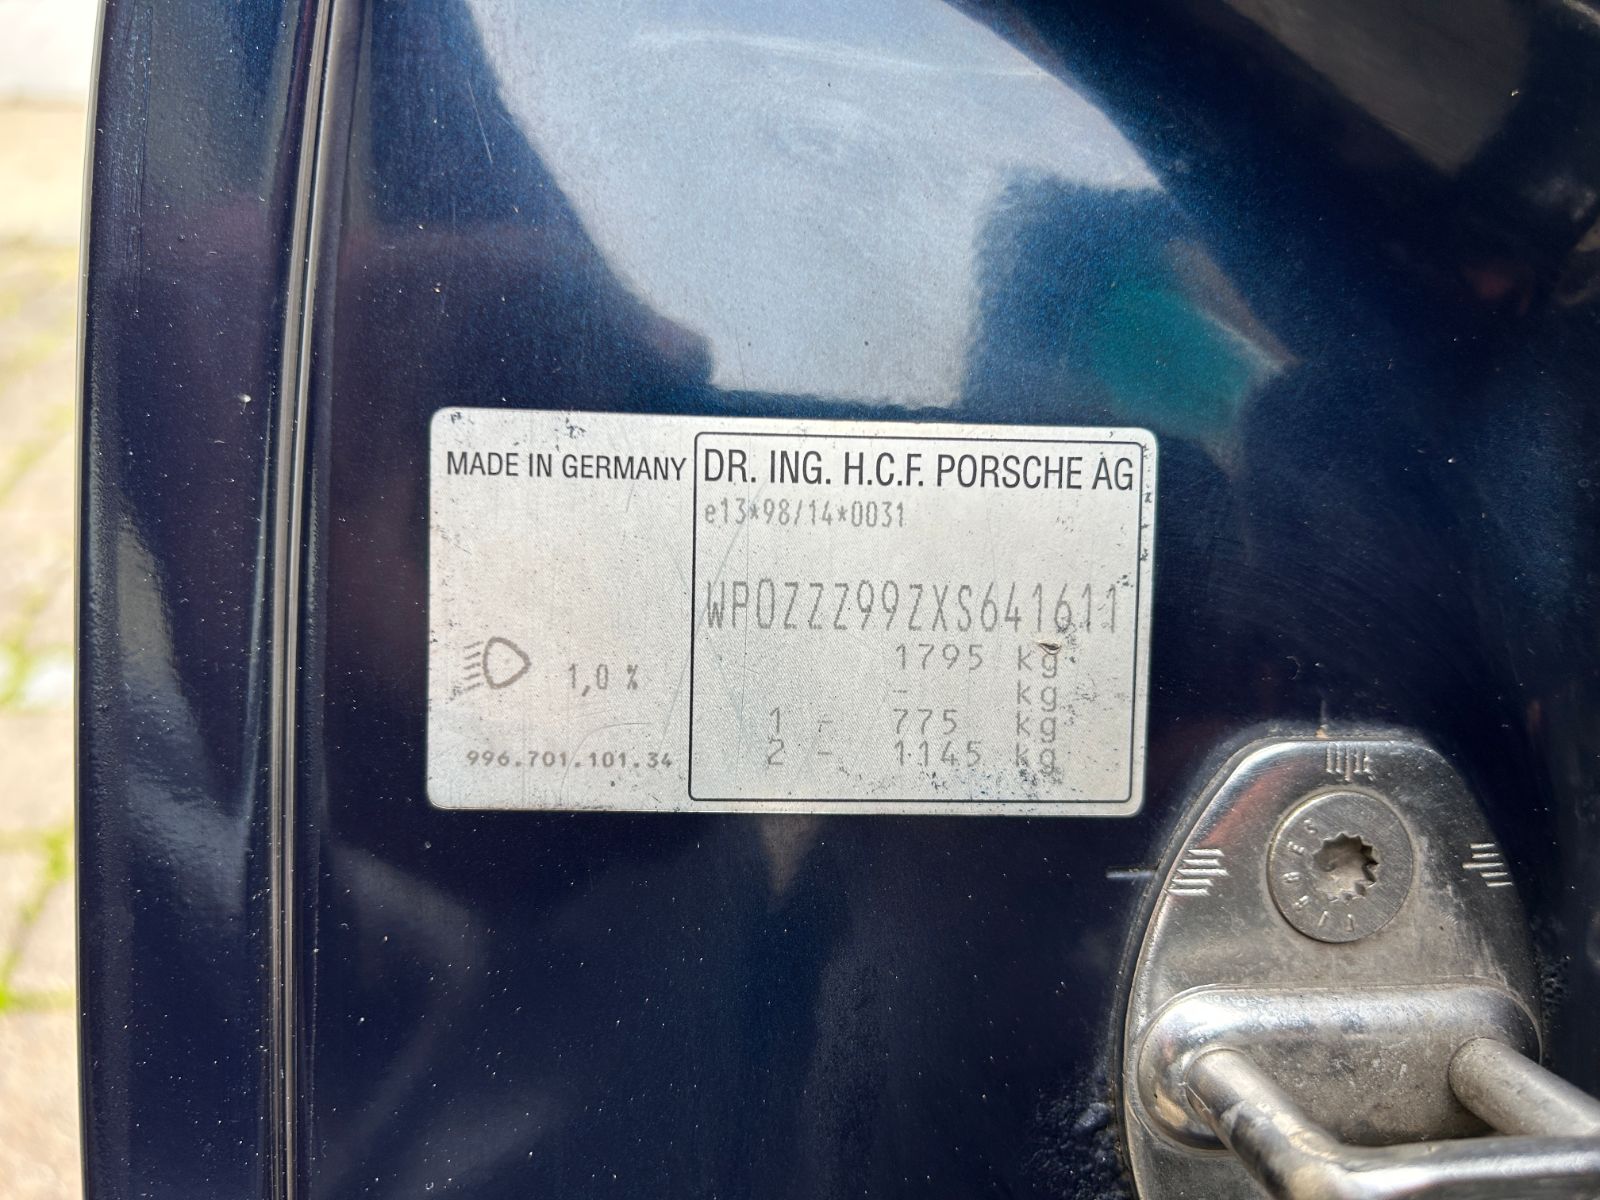 MADE IN GERMANY
DR. ING. H.C.F. PORSCHE AG
e13*98/14*0031
WP0ZZZ99ZXS641611
1795 kg
- kg
1 - 775 kg
2 - 1145 kg
1,0 %
996.701.101.34